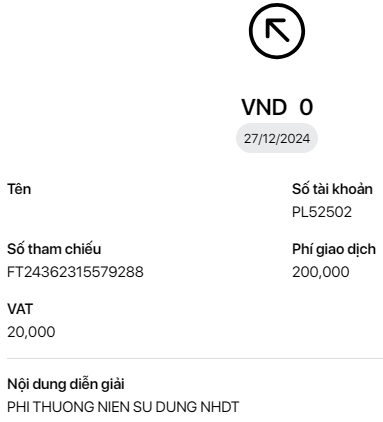 VND 0
27/12/2024
Tên
Số tài khoản
PL52502
Số tham chiếu
Phí giao dịch
FT24362315579288
200,000
VAT
20,000
Nội dung diễn giải
PHI THUONG NIEN SU DUNG NHDT